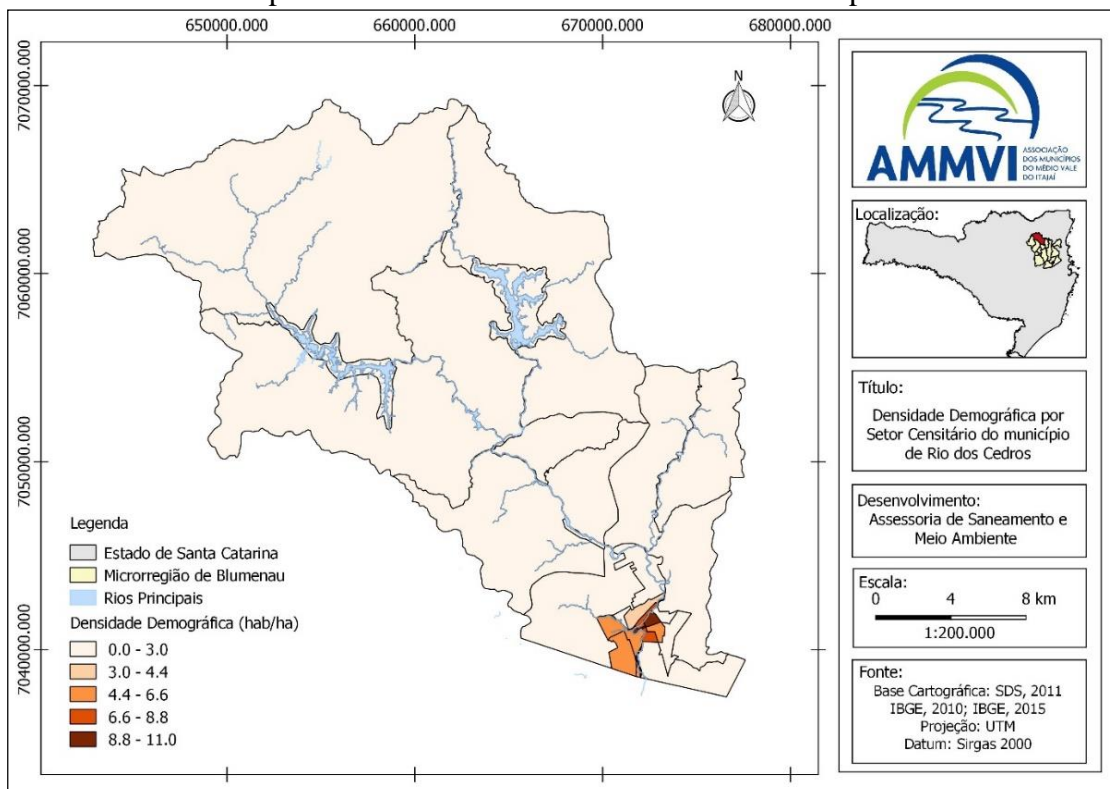 650000.000 660000.000 670000.000 680000.000
7070000.000
7060000.000
7050000.000
7040000.000
N
Legenda
Estado de Santa Catarina
Microrregião de Blumenau
Rios Principais
Densidade Demográfica (hab/ha)
0.0 - 3.0
3.0 - 4.4
4.4 - 6.6
6.6 - 8.8
8.8 - 11.0
AMMVI
ASSOCIAÇÃO
DOS MUNICÍPIOS
DO MÉDIO VALE
DO ITAJAÍ
Localização:
Título:
Densidade Demográfica por
Setor Censitário do município
de Rio dos Cedros
Desenvolvimento:
Assessoria de Saneamento e
Meio Ambiente
Escala:
0 4 8 km
1:200.000
Fonte:
Base Cartográfica: SDS, 2011
IBGE, 2010; IBGE, 2015
Projeção: UTM
Datum: Sirgas 2000